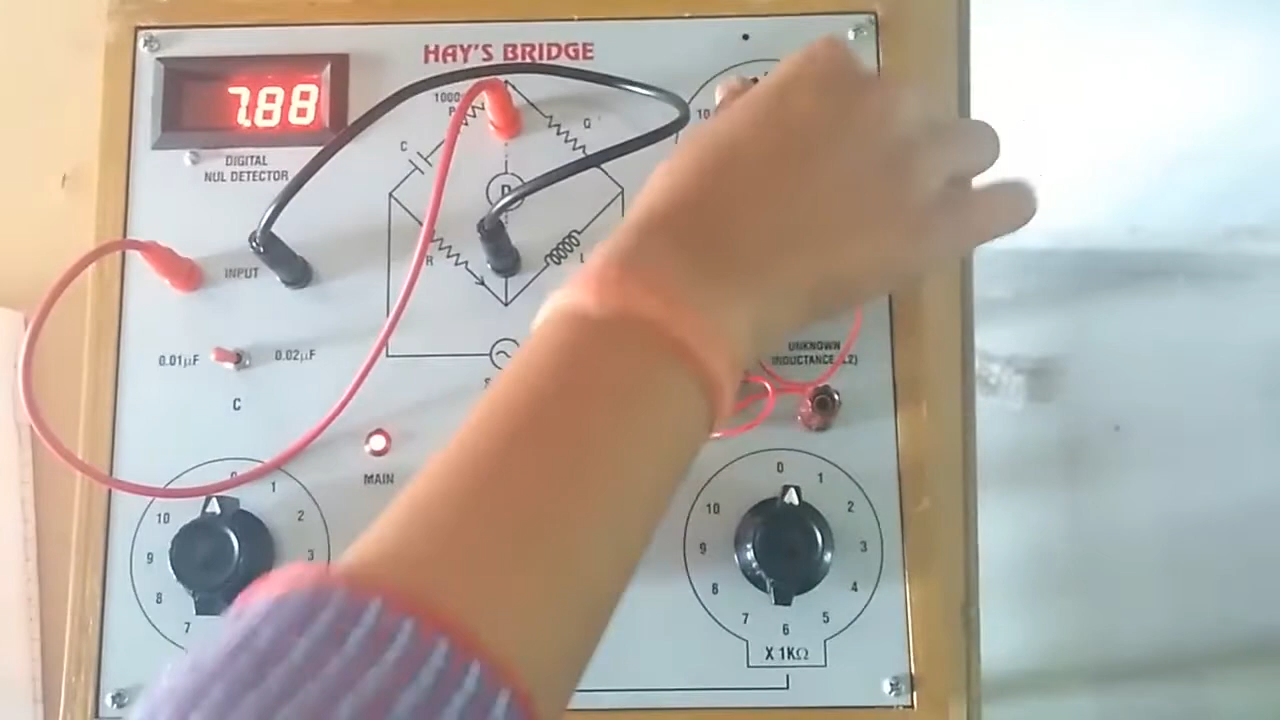 HAY'S BRIDGE
7.88
DIGITAL
NUL DETECTOR
1000
P
C
Q
10
D
R
L
INPUT
0.01µF
0.02µF
C
MAIN
UNKNOWN
INDUCTANCE (L2)
0
1
2
3
7
8
9
10
0
1
2
3
4
5
6
7
8
9
10
X 1KΩ